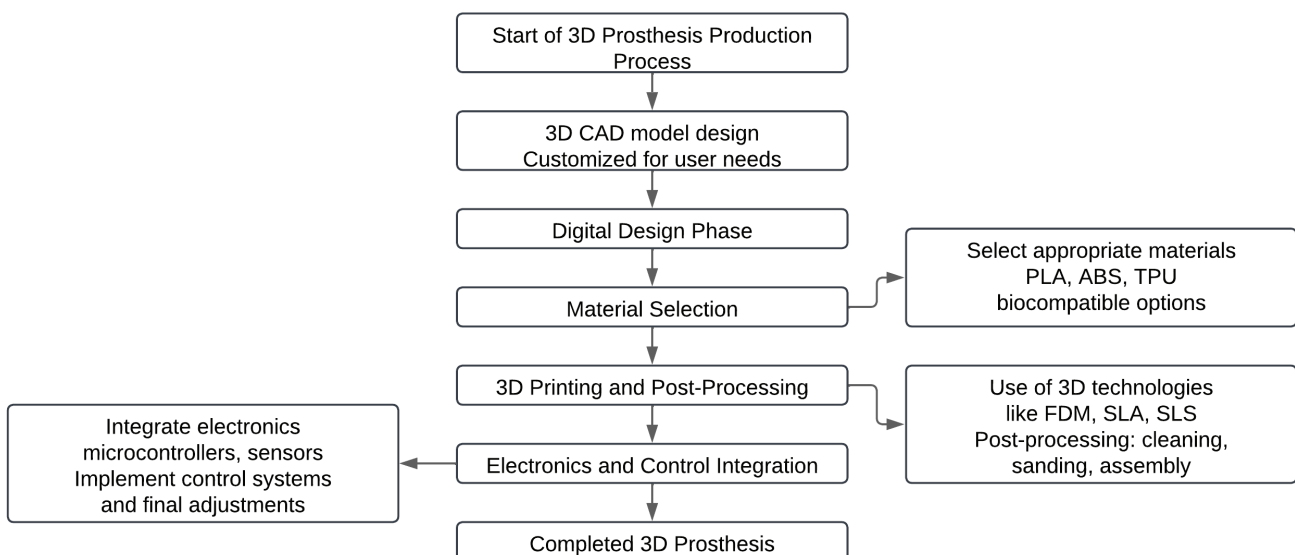 Start of 3D Prosthesis Production
Process
3D CAD model design
Customized for user needs
Digital Design Phase
Material Selection
Select appropriate materials
PLA, ABS, TPU
biocompatible options
3D Printing and Post-Processing
Use of 3D technologies
like FDM, SLA, SLS
Post-processing: cleaning,
sanding, assembly
Electronics and Control Integration
Integrate electronics
microcontrollers, sensors
Implement control systems
and final adjustments
Completed 3D Prosthesis